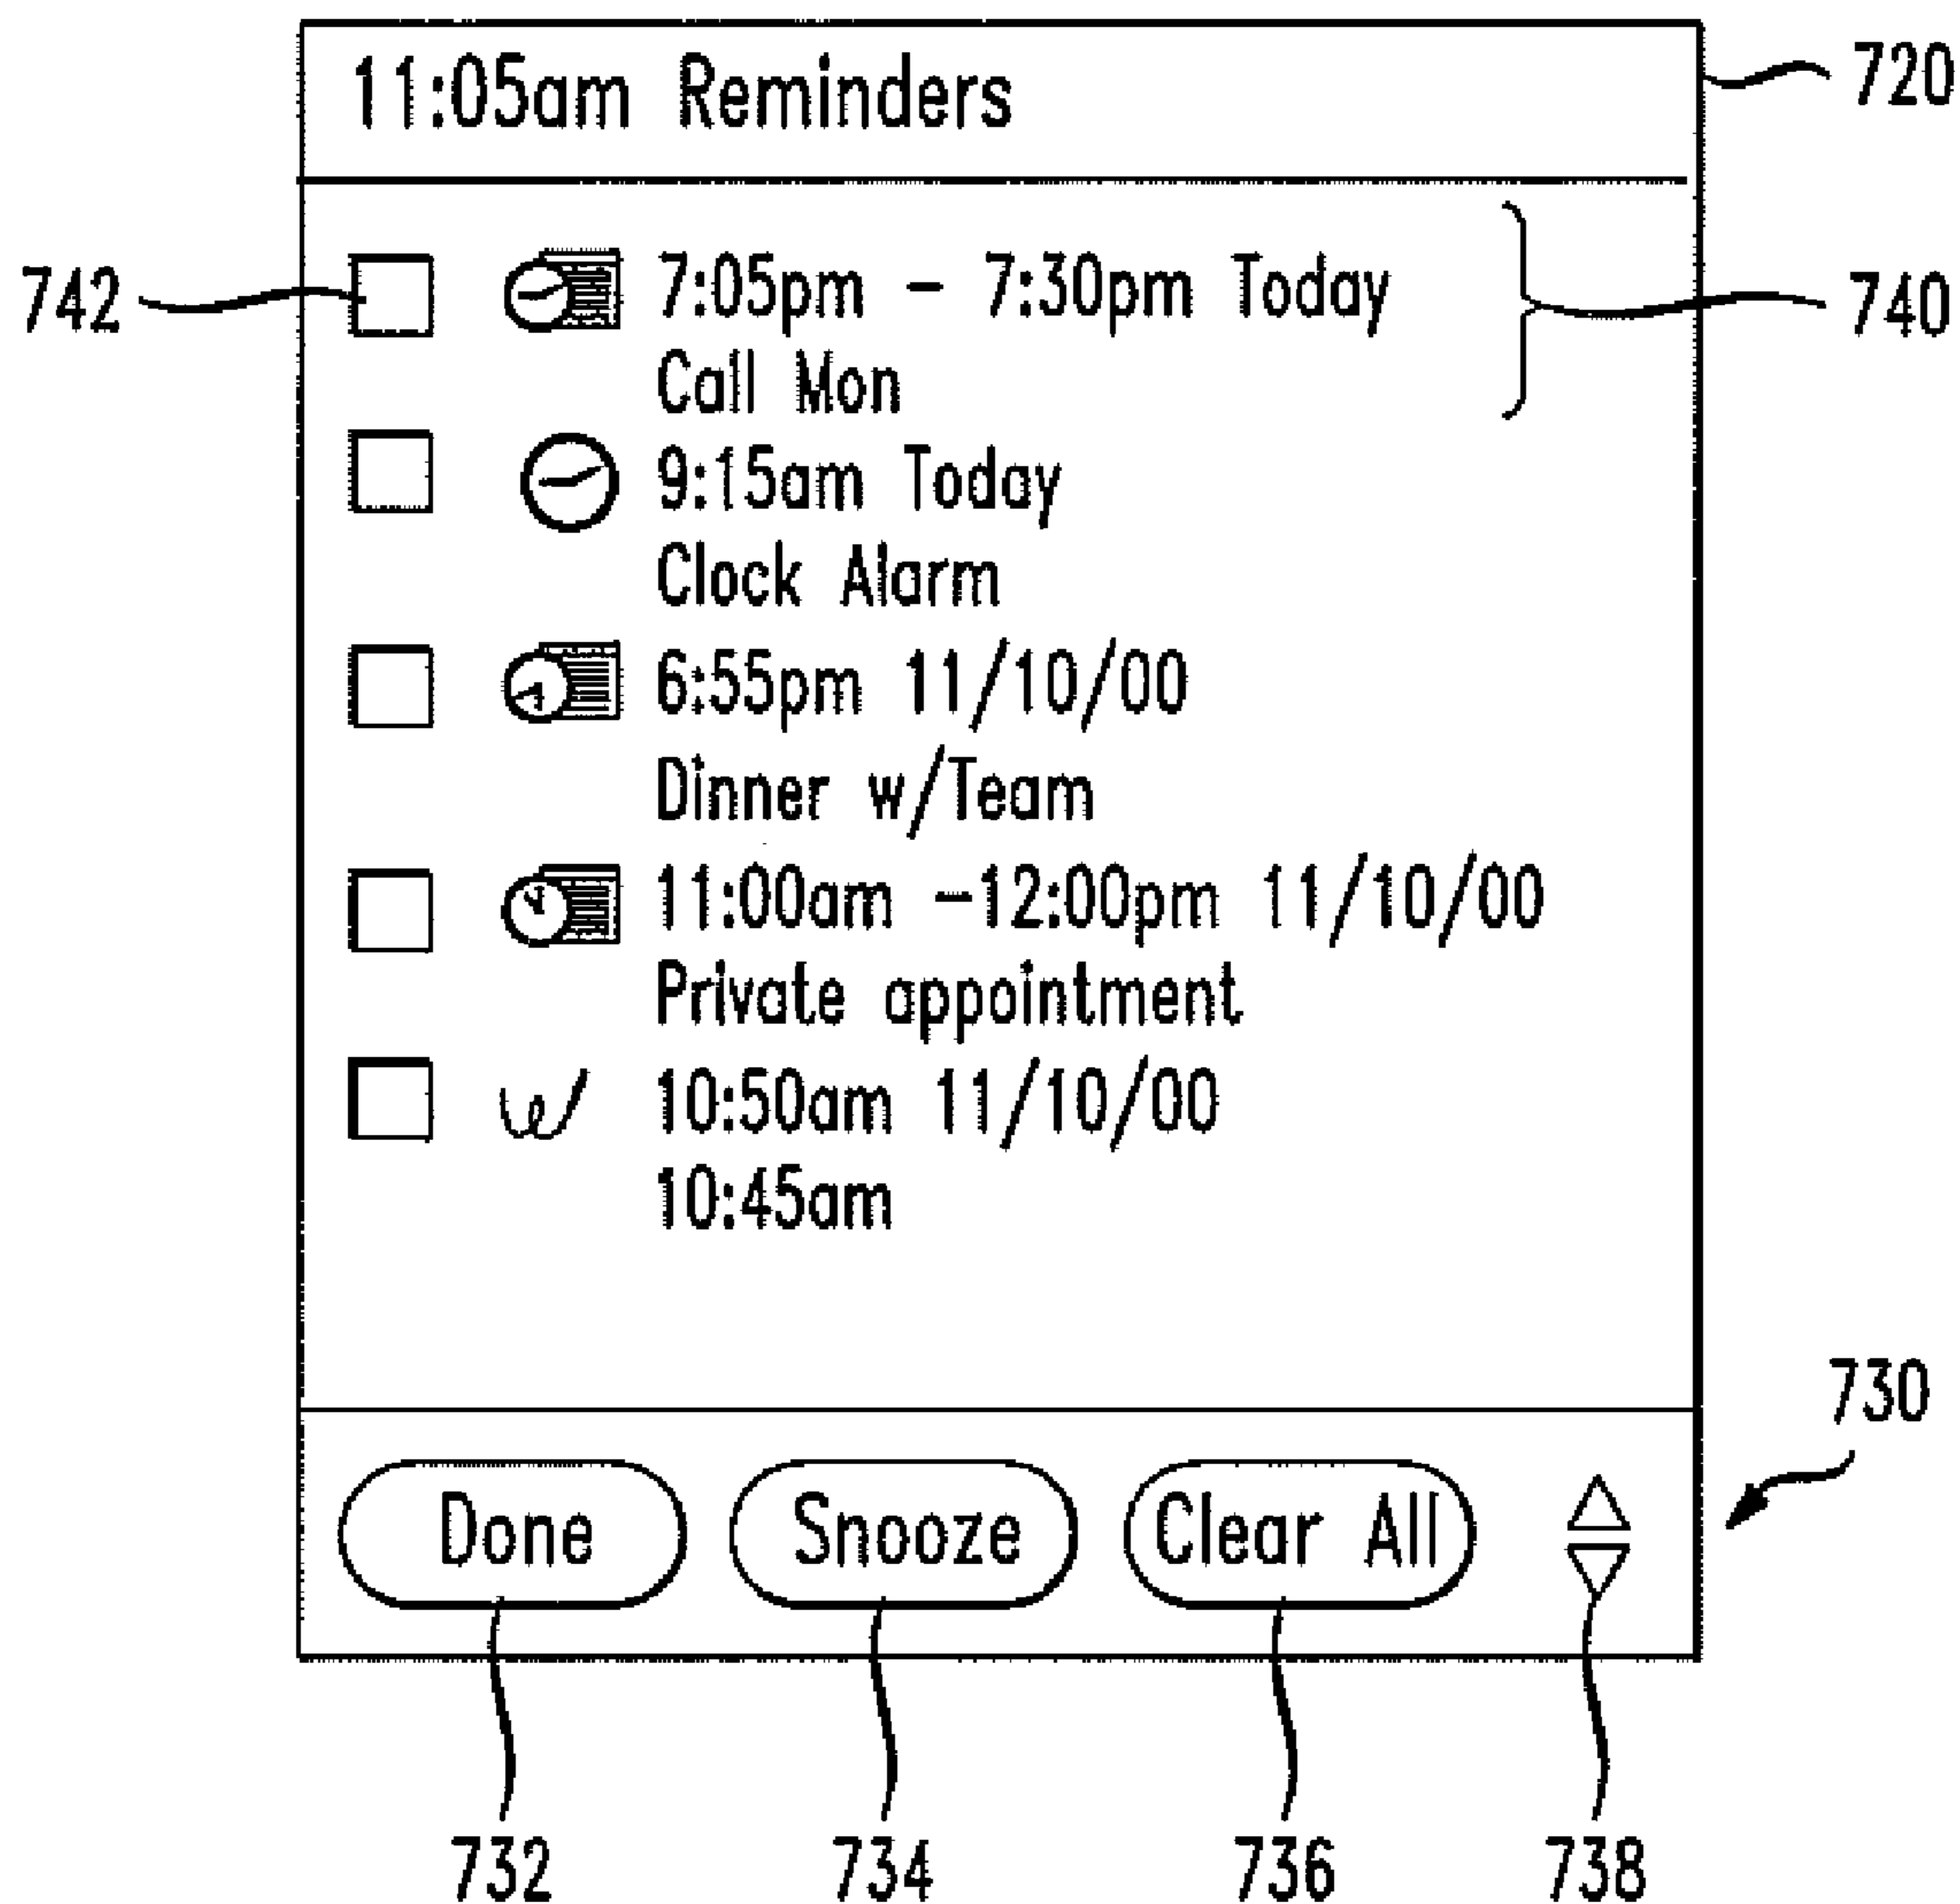 11:05am Reminders
720
742
7:05pm - 7:30pm Today
740
Call Mon
9:15am Today
Clock Alarm
6:55pm 11/10/00
Dinner w/Team
11:00am -12:00pm 11/10/00
Private appointment
10:50am 11/10/00
10:45am
730
Done Snooze Clear All
732 734 736 738